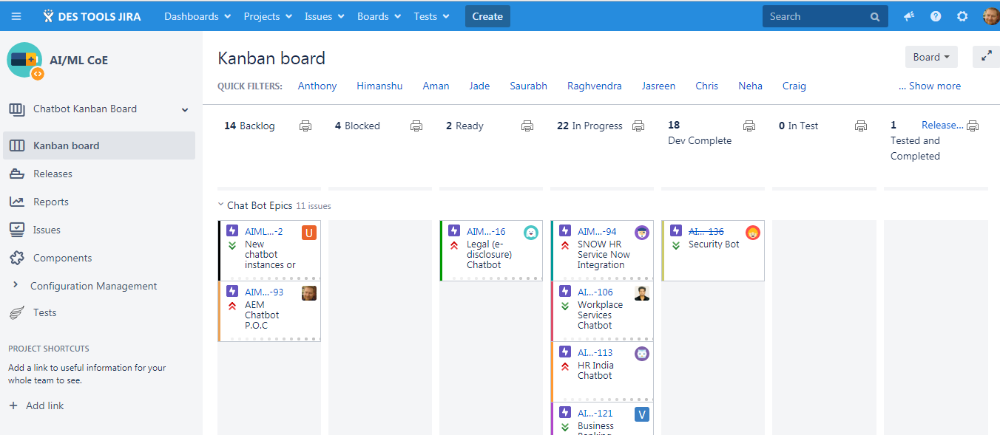 DES TOOLS JIRA Dashboards Projects Issues Boards Tests Create Search
AI/ML CoE
Chatbot Kanban Board
Kanban board
Releases
Reports
Issues
Components
Configuration Management
Tests
PROJECT SHORTCUTS
Add a link to useful information for your
whole team to see.
+ Add link
Kanban board
Board
QUICK FILTERS: Anthony Himanshu Aman Jade Saurabh Raghvendra Jasreen Chris Neha Craig ... Show more
14 Backlog
4 Blocked
2 Ready
22 In Progress
18
Dev Complete
0 In Test
1 Release...
Tested and
Completed
Chat Bot Epics 11 issues
AIML...-2
U
New
chatbot
instances or
AIM...-93
AEM
Chatbot
P.O.C
AIM...-16
Legal (e-
disclosure)
Chatbot
AIM...-94
SNOW HR
Service Now
Integration
AI...-106
Workplace
Services
Chatbot
AI...-113
HR India
Chatbot
AI...-121
V
Business
AI...-136
Security Bot